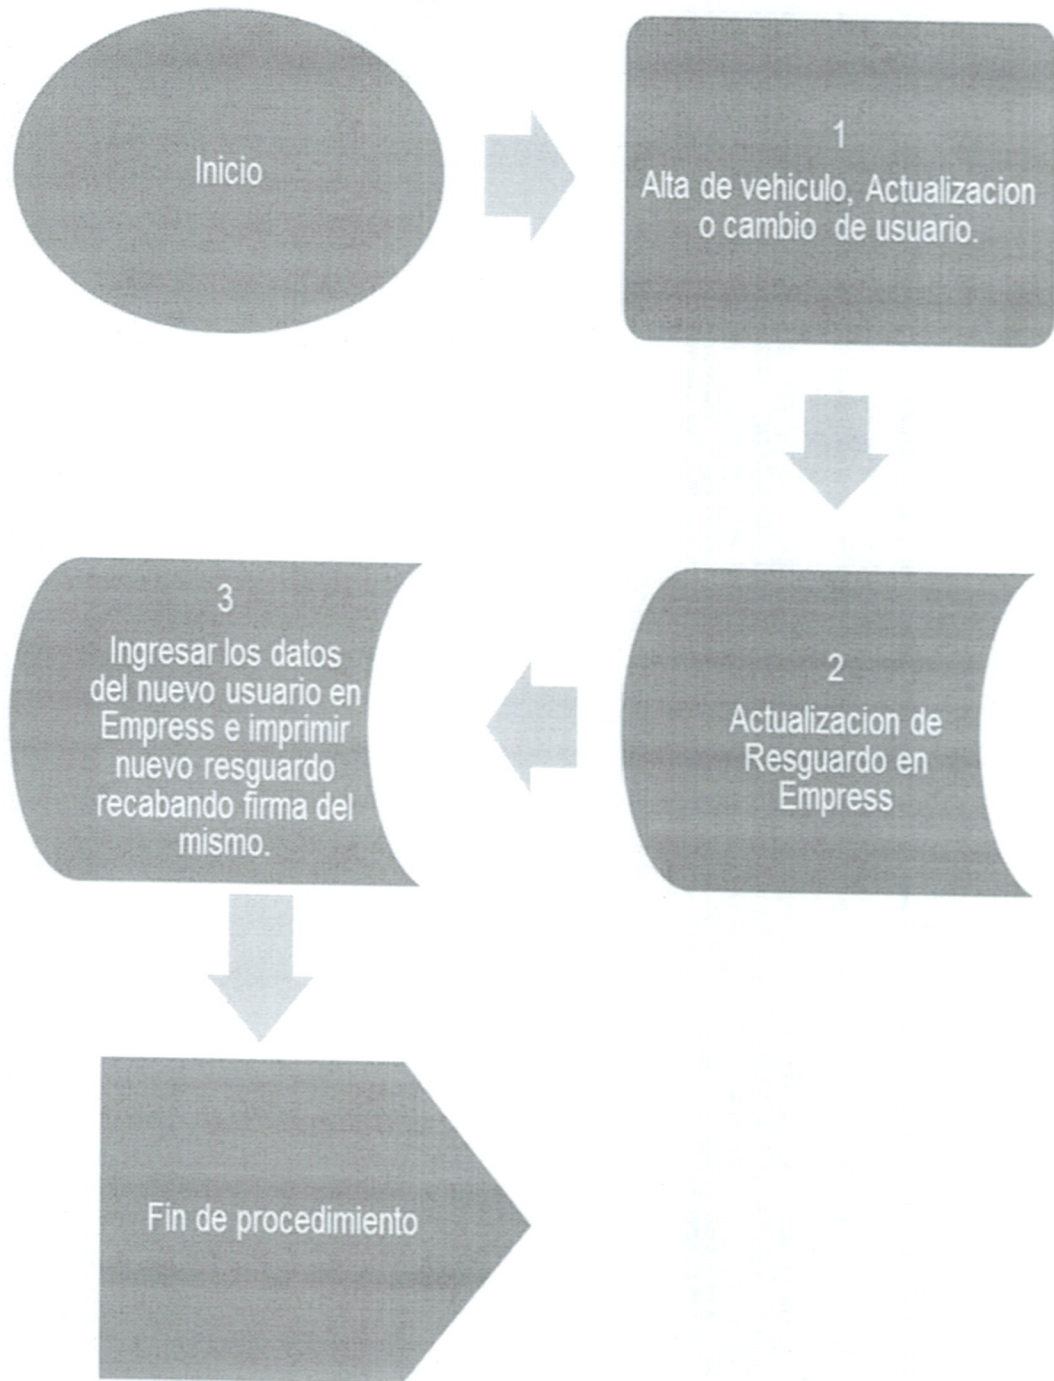 Inicio
1
Alta de vehiculo, Actualizacion
o cambio de usuario.
2
Actualizacion de
Resguardo en
Empress
3
Ingresar los datos
del nuevo usuario en
Empress e imprimir
nuevo resguardo
recabando firma del
mismo.
Fin de procedimiento